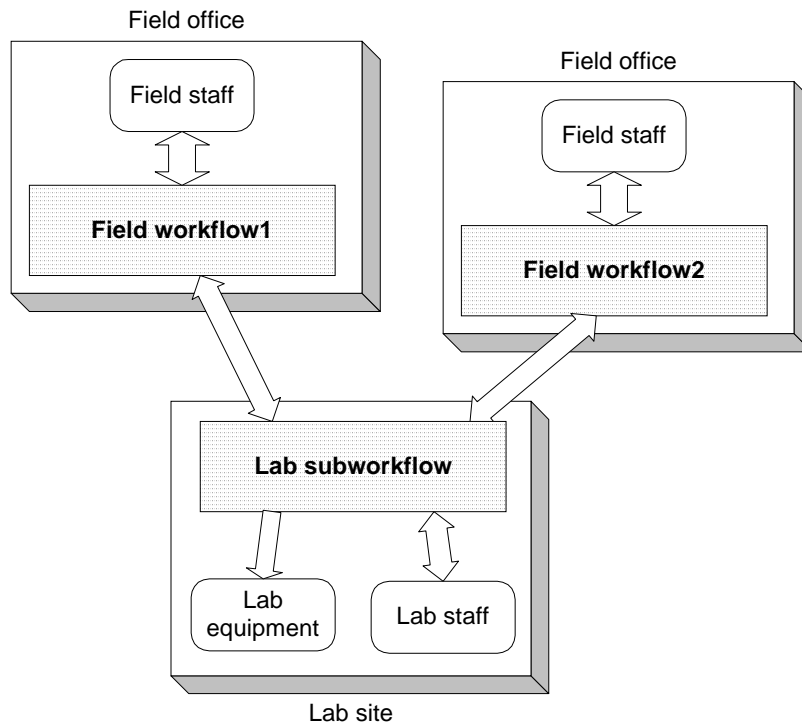 Field office
Field staff
Field workflow1
Field office
Field staff
Field workflow2
Lab subworkflow
Lab
equipment
Lab staff
Lab site